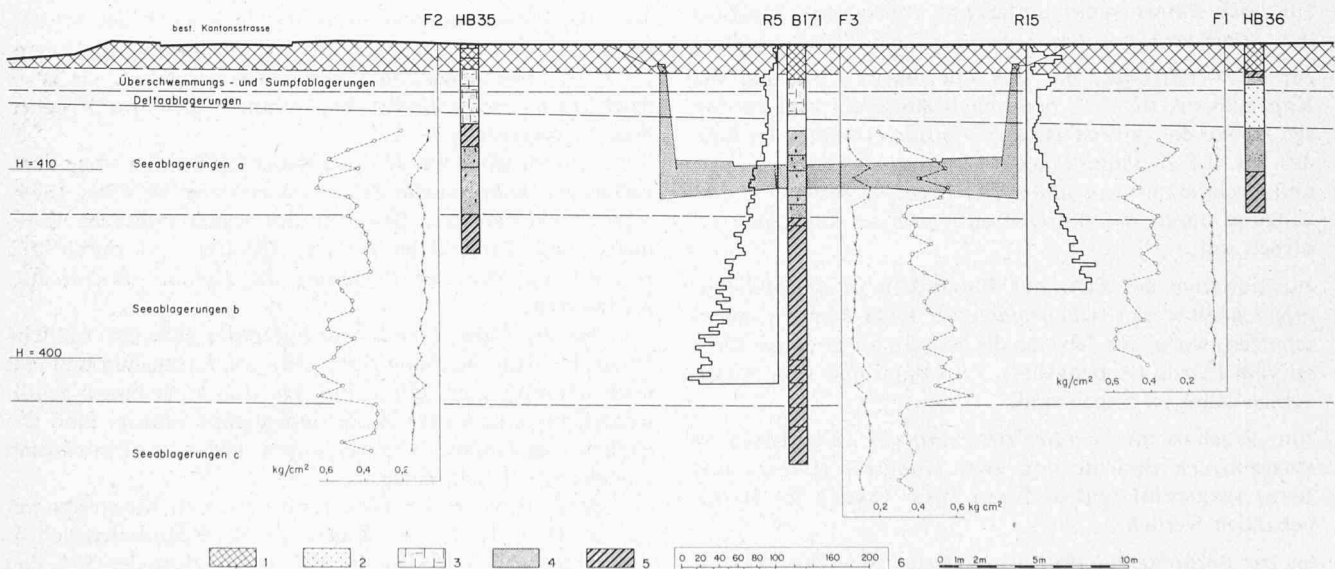 F2 HB35 R5 B171 F3 R15 F1 HB36
best. Kantonsstrasse
Überschwemmungs - und Sumpfablagerungen
Deltaablagerungen
H = 410
Seeablagerungen a
Seeablagerungen b
H = 400
kg/cm² 0,6 0,4 0,2
Seeablagerungen c
kg/cm² 0,6 0,4 0,2
0,2 0,4 0,6 kg cm²
1 2 3 4 5
0 20 40 60 80 100 160 200 6
0 1m 2m 5m 10m